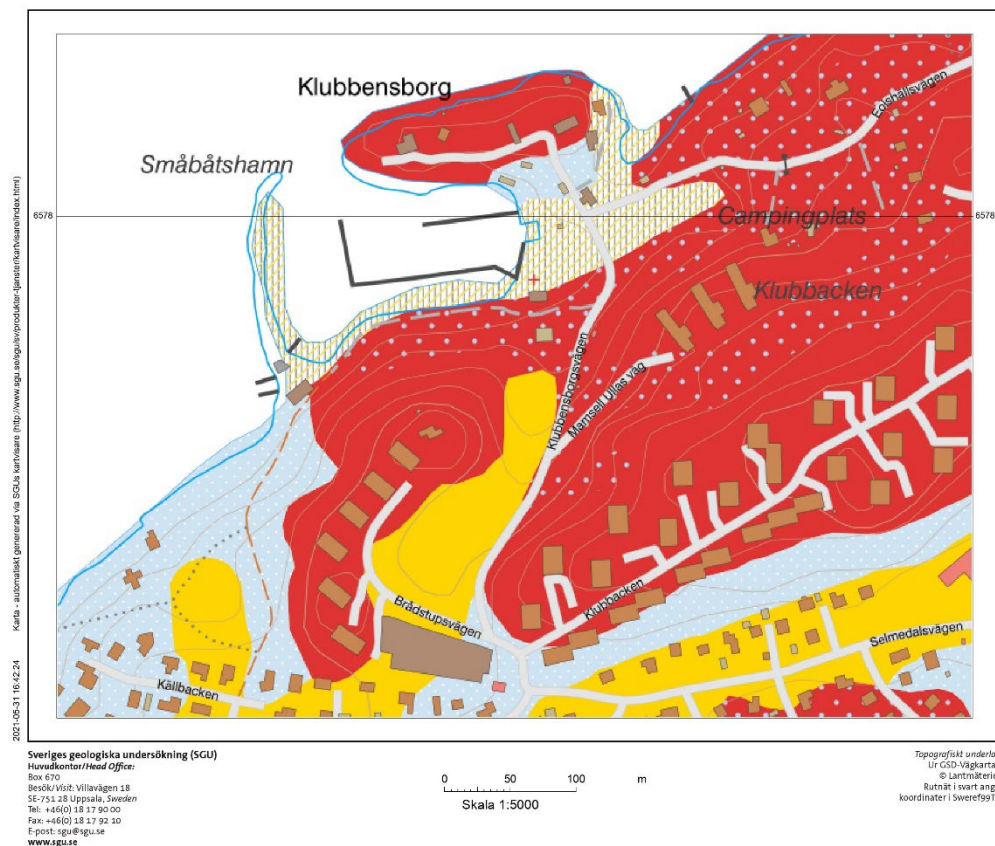 Klubbensborg
Småbåtshamn
Eolshällsvägen
6578
6578
Campingplats
Klubbacken
Klubbensborgsvägen
Mamsell Ullas väg
Brådstupsvägen
Klubbacken
Selmedalsvägen
Källbacken
2021-05-31 16:42:24 Karta - automatiskt genererad via SGUs kartvisare (http://www.sgu.se/sgu/sv/produkter-tjanster/kartvisare/index.html)
Sveriges geologiska undersökning (SGU)
Huvudkontor/Head Office:
Box 670
Besök/Visit: Villavägen 18
SE-751 28 Uppsala, Sweden
Tel: +46(0) 18 17 90 00
Fax: +46(0) 18 17 92 10
E-post: sgu@sgu.se
www.sgu.se
0 50 100 m
Skala 1:5000
Topografiskt underla
Ur GSD-Vägkarta
© Lantmäterie
Rutnät i svart ang
koordinater i Sweref99T